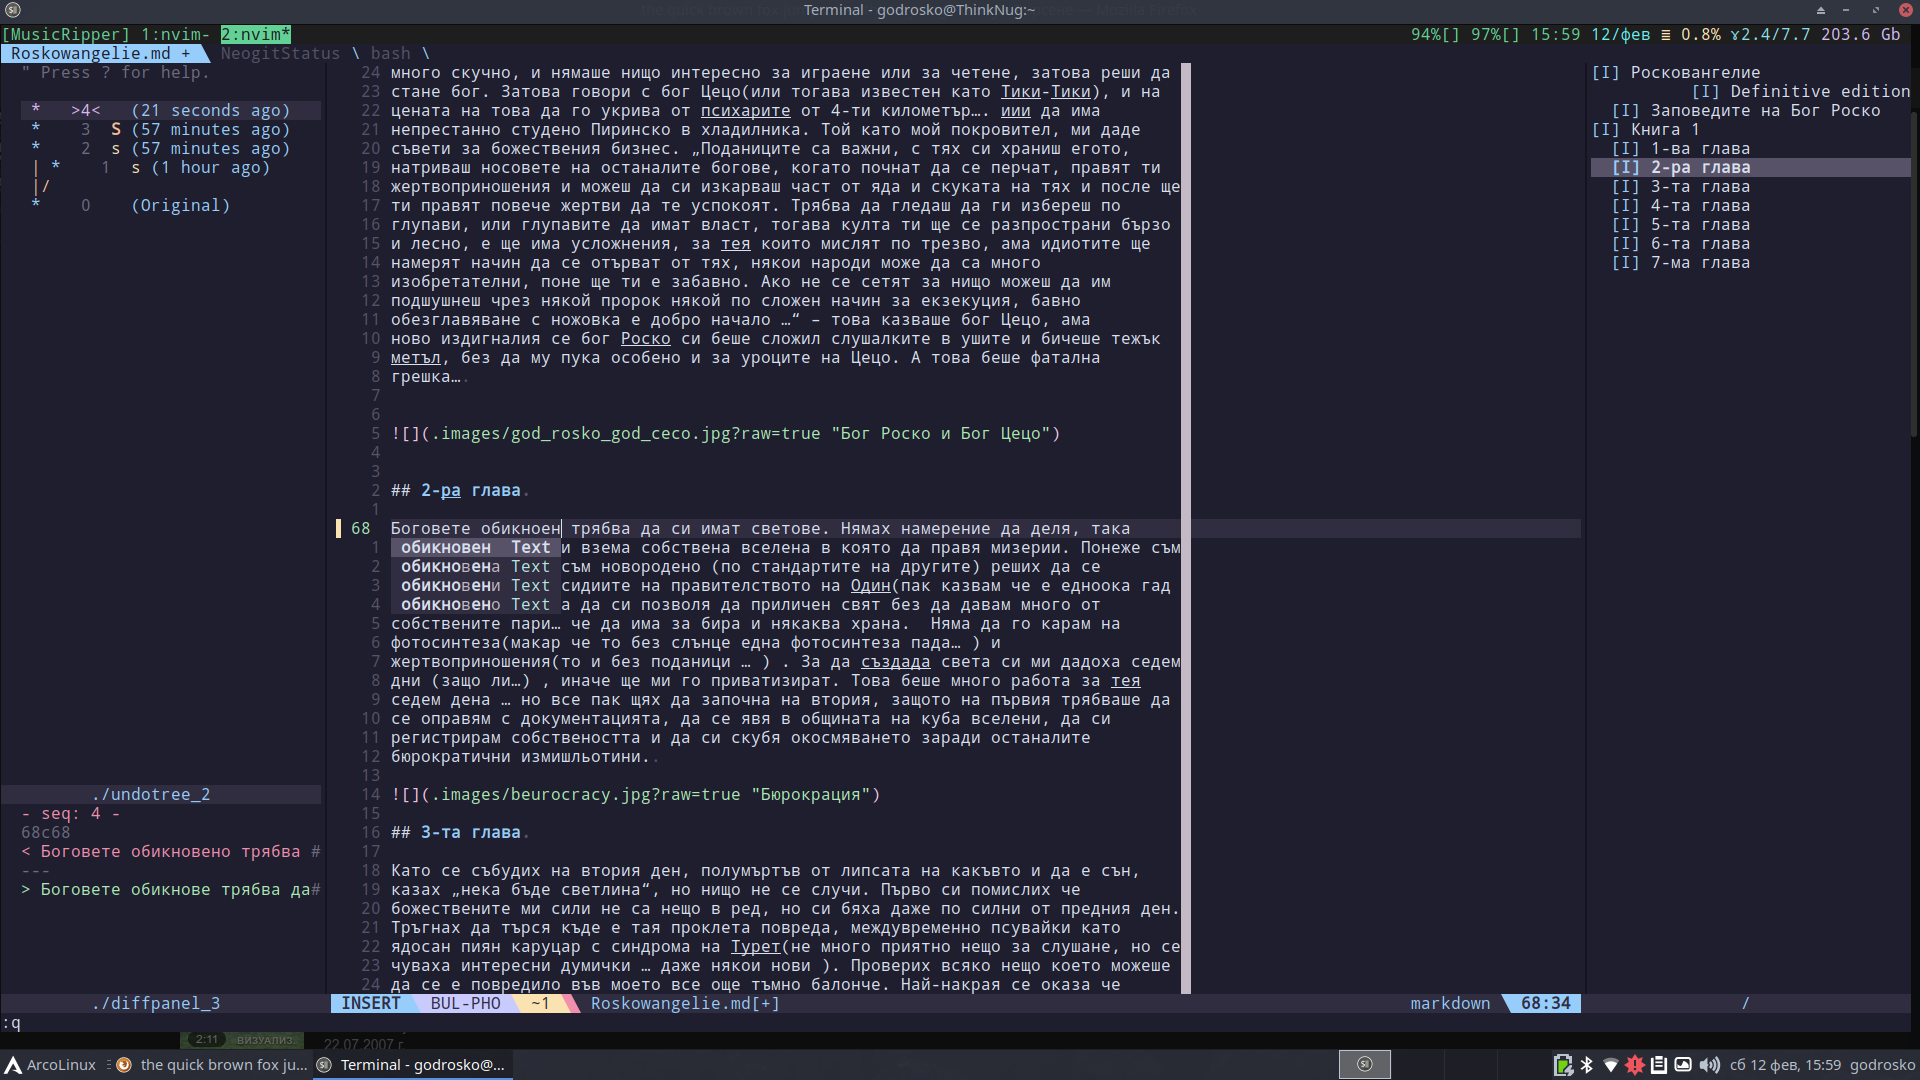 Terminal - godrosko@ThinkNug:~
[MusicRipper] 1:nvim- 2:nvim*
94%[] 97%[] 15:59 12/фев ≣ 0.8% 2.4/7.7 203.6 Gb
Roskowangelie.md + NeogitStatus \ bash \
" Press ? for help.
* >4< (21 seconds ago)
* 3 S (57 minutes ago)
* 2 s (57 minutes ago)
| * 1 s (1 hour ago)
|/
* 0 (Original)
./undotree_2
- seq: 4 -
68c68
< Боговете обикновено трябва #
---
> Боговете обикнове трябва да#
./diffpanel_3
24 много скучно, и нямаше нищо интересно за играене или за четене, затова реши да
23 стане бог. Затова говори с бог Цецо(или тогава известен като Тики-Тики), и на
22 цената на това да го укрива от психарите от 4-ти километър…. иии да има
21 непрестанно студено Пиринско в хладилника. Той като мой покровител, ми даде
20 съвети за божествения бизнес. „Поданиците са важни, с тях си храниш егото,
19 натриваш носовете на останалите богове, когато почнат да се перчат, правят ти
18 жертвоприношения и можеш да си изкарваш част от яда и скуката на тях и после ще
17 ти правят повече жертви да те успокоят. Трябва да гледаш да ги избереш по
16 глупави, или глупавите да имат власт, тогава култа ти ще се разпространи бързо
15 и лесно, е ще има усложнения, за тея които мислят по трезво, ама идиотите ще
14 намерят начин да се отърват от тях, някои народи може да са много
13 изобретателни, поне ще ти е забавно. Ако не се сетят за нищо можеш да им
12 подшушнеш чрез някой пророк някой по сложен начин за екзекуция, бавно
11 обезглавяване с ножовка е добро начало …“ – това казваше бог Цецо, ама
10 ново издигналия се бог Роско си беше сложил слушалките в ушите и бичеше тежък
9 метъл, без да му пука особено и за уроците на Цецо. А това беше фатална
8 грешка….
7
6
5 ![](.images/god_rosko_god_ceco.jpg?raw=true "Бог Роско и Бог Цецо")
4
3
2 ## 2-ра глава.
1
68 Боговете обикноен трябва да си имат светове. Нямах намерение да деля, така
1 обикновен Text и взема собствена вселена в която да правя мизерии. Понеже съм
2 обикновена Text съм новородено (по стандартите на другите) реших да се
3 обикновени Text сидиите на правителството на Один(пак казвам че е едноока гад
4 обикновено Text а да си позволя да приличен свят без да давам много от
5 собствените пари… че да има за бира и някаква храна.  Няма да го карам на
6 фотосинтеза(макар че то без слънце една фотосинтеза пада… ) и
7 жертвоприношения(то и без поданици … ) . За да създада света си ми дадоха седем
8 дни (защо ли…) , иначе ще ми го приватизират. Това беше много работа за тея
9 седем дена … но все пак щях да започна на втория, защото на първия трябваше да
10 се оправям с документацията, да се явя в общината на куба вселени, да си
11 регистрирам собствеността и да си скубя окосмяването заради останалите
12 бюрократични измишльотини..
13
14 ![](.images/beurocracy.jpg?raw=true "Бюрокрация")
15
16 ## 3-та глава.
17
18 Като се събудих на втория ден, полумъртъв от липсата на какъвто и да е сън,
19 казах „нека бъде светлина“, но нищо не се случи. Първо си помислих че
20 божествените ми сили не са нещо в ред, но си бяха даже по силни от предния ден.
21 Тръгнах да търся къде е тая проклета повреда, междувременно псувайки като
22 ядосан пиян каруцар с синдрома на Турет(не много приятно нещо за слушане, но се
23 чуваха интересни думички … даже някои нови ). Проверих всяко нещо което можеше
24 да се е повредило във моето все още тъмно балонче. Най-накрая се оказа че
[I] Росковангелие
[I] Definitive edition
[I] Заповедите на Бог Роско
[I] Книга 1
[I] 1-ва глава
[I] 2-ра глава
[I] 3-та глава
[I] 4-та глава
[I] 5-та глава
[I] 6-та глава
[I] 7-ма глава
INSERT BUL-PHO ~1 Roskowangelie.md[+] markdown 68:34 /
:q
2:11 ВИЗУАЛИЗ. 22.07.2007 г.
ArcoLinux the quick brown fox ju... Terminal - godrosko@... сб 12 фев, 15:59 godrosko